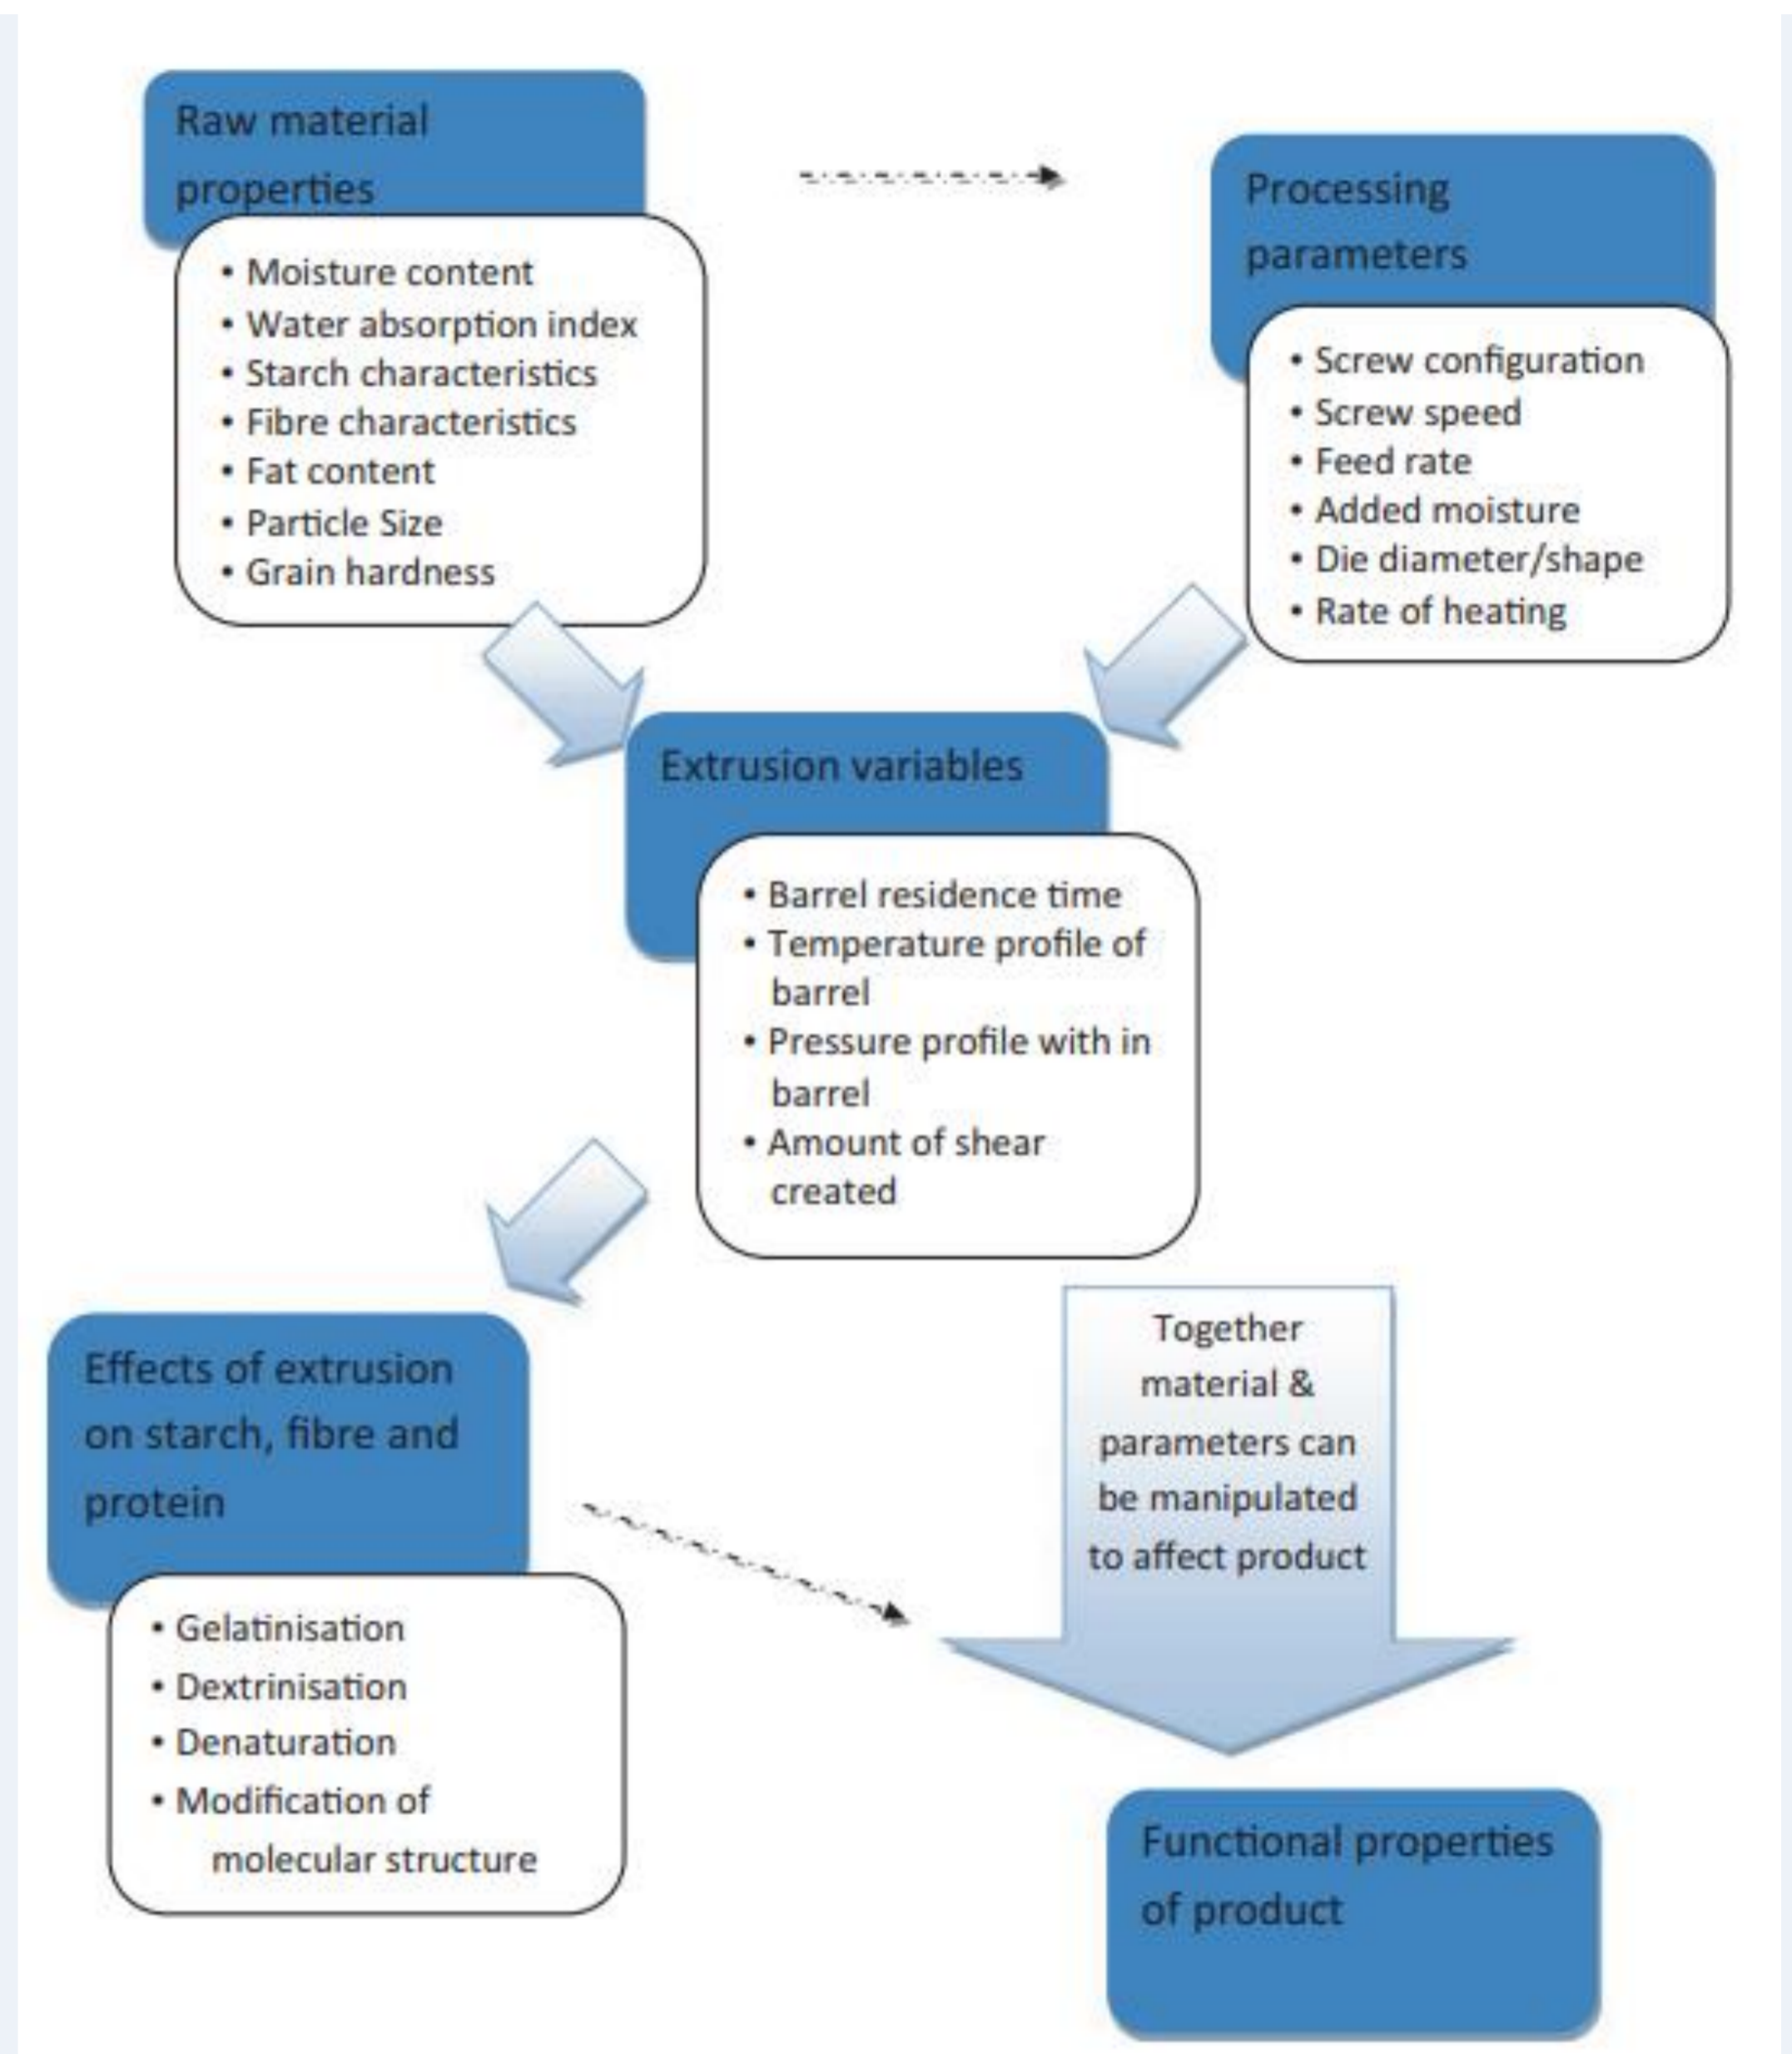 Raw material
properties
• Moisture content
• Water absorption index
• Starch characteristics
• Fibre characteristics
• Fat content
• Particle Size
• Grain hardness
Processing
parameters
• Screw configuration
• Screw speed
• Feed rate
• Added moisture
• Die diameter/shape
• Rate of heating
Extrusion variables
• Barrel residence time
• Temperature profile of
barrel
• Pressure profile with in
barrel
• Amount of shear
created
Effects of extrusion
on starch, fibre and
protein
• Gelatinisation
• Dextrinisation
• Denaturation
• Modification of
molecular structure
Together
material &
parameters can
be manipulated
to affect product
Functional properties
of product